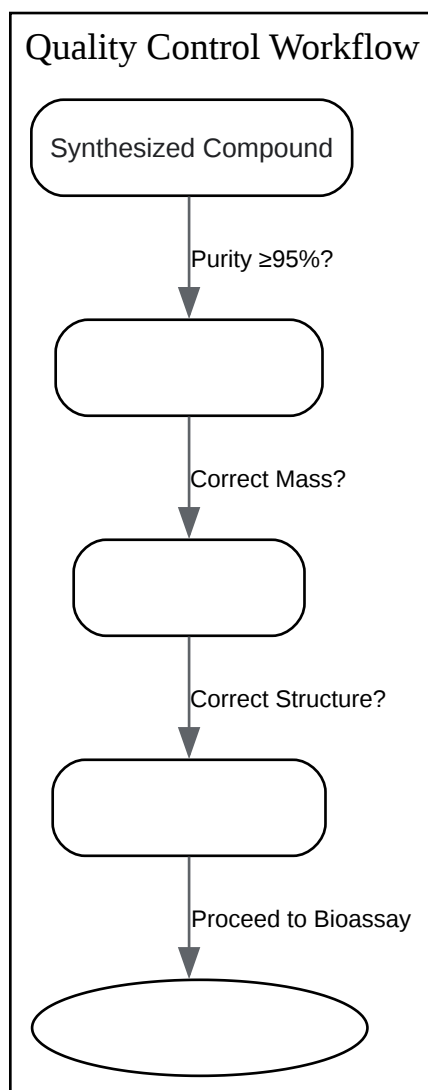 Quality Control Workflow
Synthesized Compound
Purity ≥95%?
Correct Mass?
Correct Structure?
Proceed to Bioassay